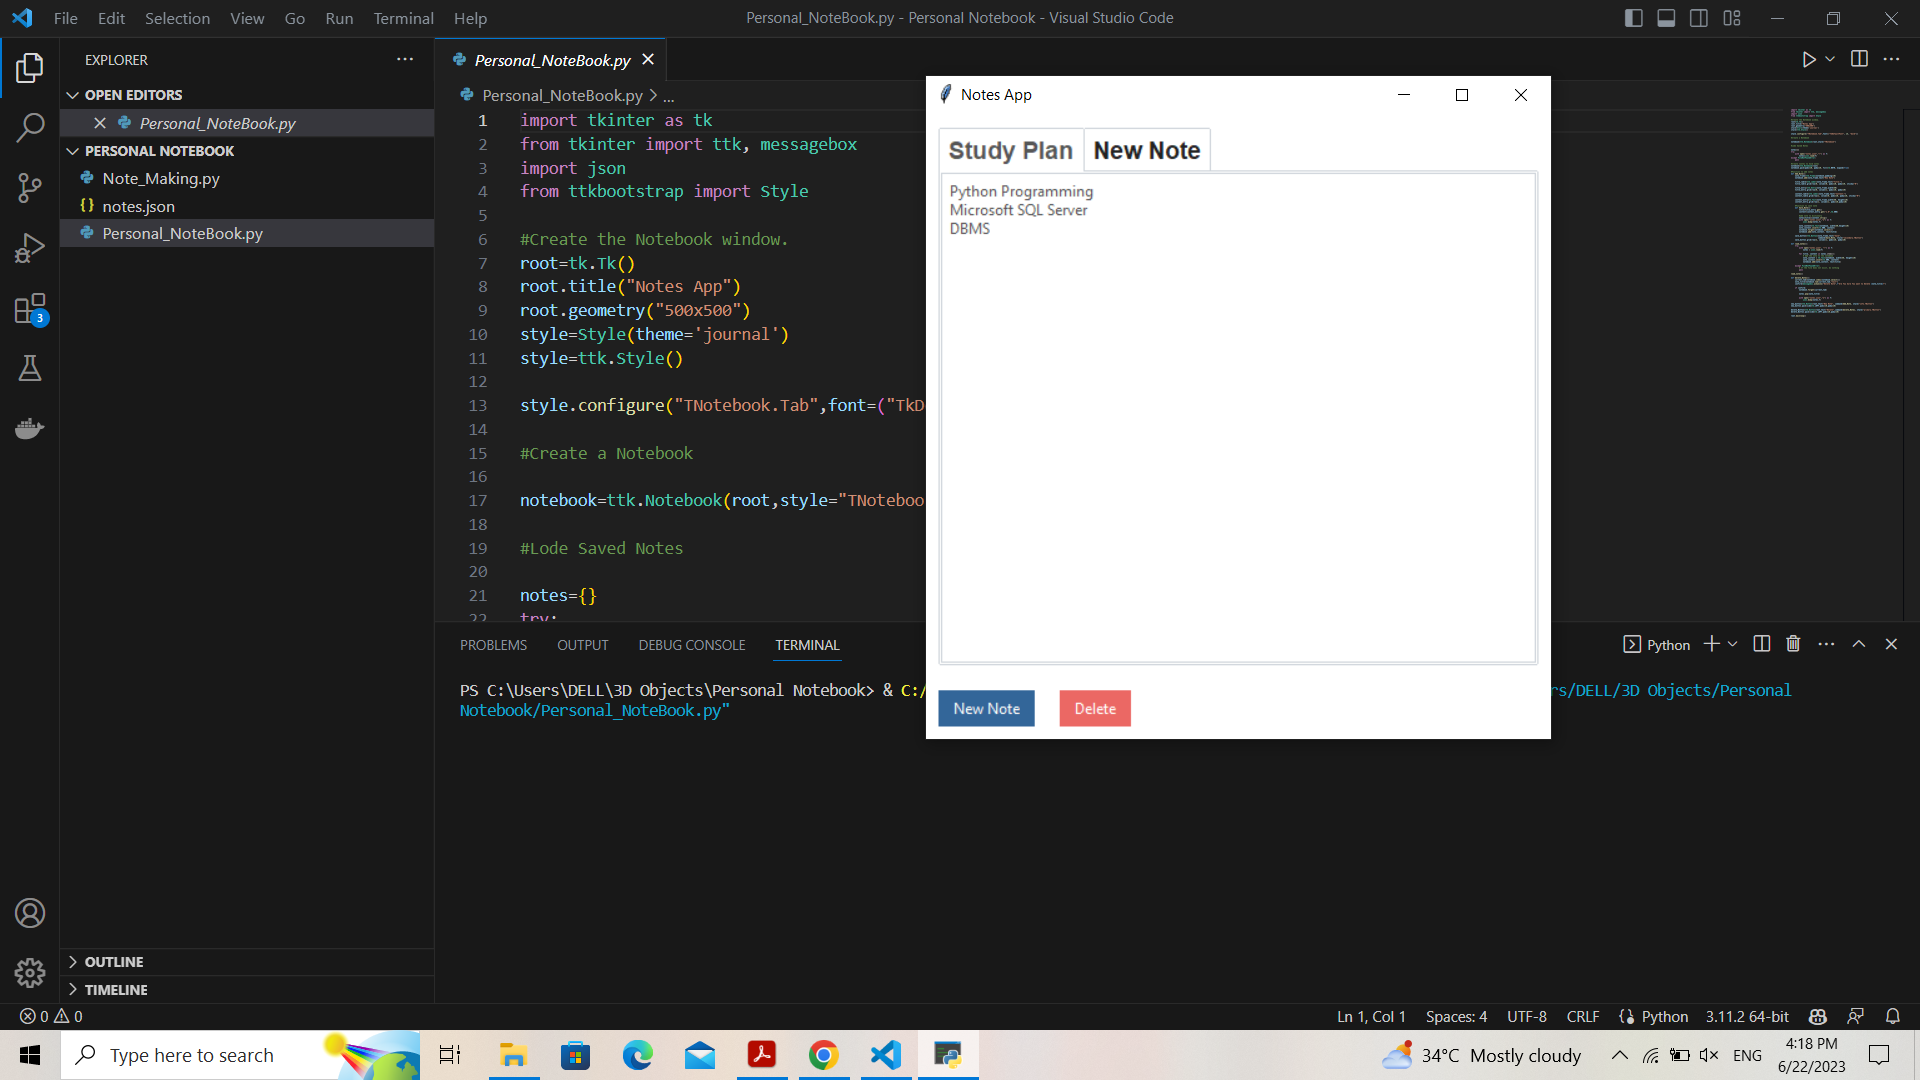 File Edit Selection View Go Run Terminal Help
Personal_NoteBook.py - Personal Notebook - Visual Studio Code
EXPLORER
OPEN EDITORS
Personal_NoteBook.py
PERSONAL NOTEBOOK
Note_Making.py
{} notes.json
Personal_NoteBook.py
OUTLINE
TIMELINE
3
Personal_NoteBook.py
Personal_NoteBook.py > ...
1 import tkinter as tk
2 from tkinter import ttk, messagebox
3 import json
4 from ttkbootstrap import Style
5
6 #Create the Notebook window.
7 root=tk.Tk()
8 root.title("Notes App")
9 root.geometry("500x500")
10 style=Style(theme='journal')
11 style=ttk.Style()
12
13 style.configure("TNotebook.Tab",font=("TkD
14
15 #Create a Notebook
16
17 notebook=ttk.Notebook(root,style="TNoteboo
18
19 #Lode Saved Notes
20
21 notes={}
22 try:
Notes App
Study Plan New Note
Python Programming
Microsoft SQL Server
DBMS
New Note Delete
PROBLEMS OUTPUT DEBUG CONSOLE TERMINAL
Python
PS C:\Users\DELL\3D Objects\Personal Notebook> & C:/
rs/DELL/3D Objects/Personal
Notebook/Personal_NoteBook.py"
0 0
Ln 1, Col 1 Spaces: 4 UTF-8 CRLF {} Python 3.11.2 64-bit
Type here to search
34°C Mostly cloudy
ENG
4:18 PM
6/22/2023